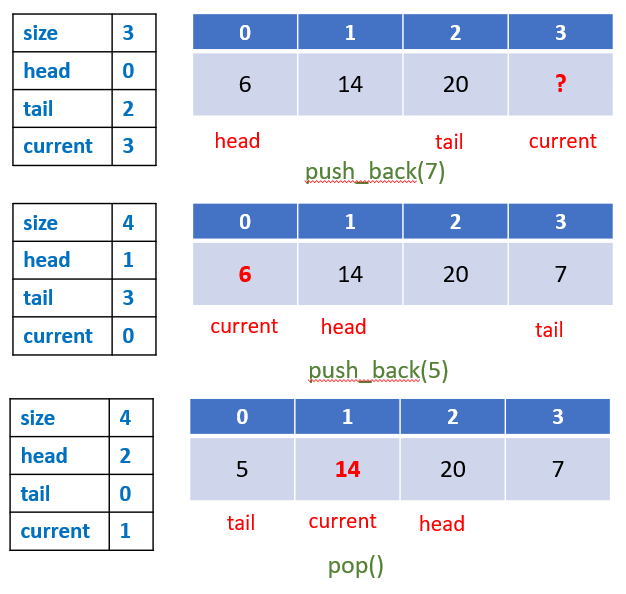 size 3 0 1 2 3
head 0 6 14 20 ?
tail 2
current 3 head tail current
push_back(7)
size 4 0 1 2 3
head 1 6 14 20 7
tail 3
current 0 current head tail
push_back(5)
size 4 0 1 2 3
head 2 5 14 20 7
tail 0
current 1 tail current head
pop()